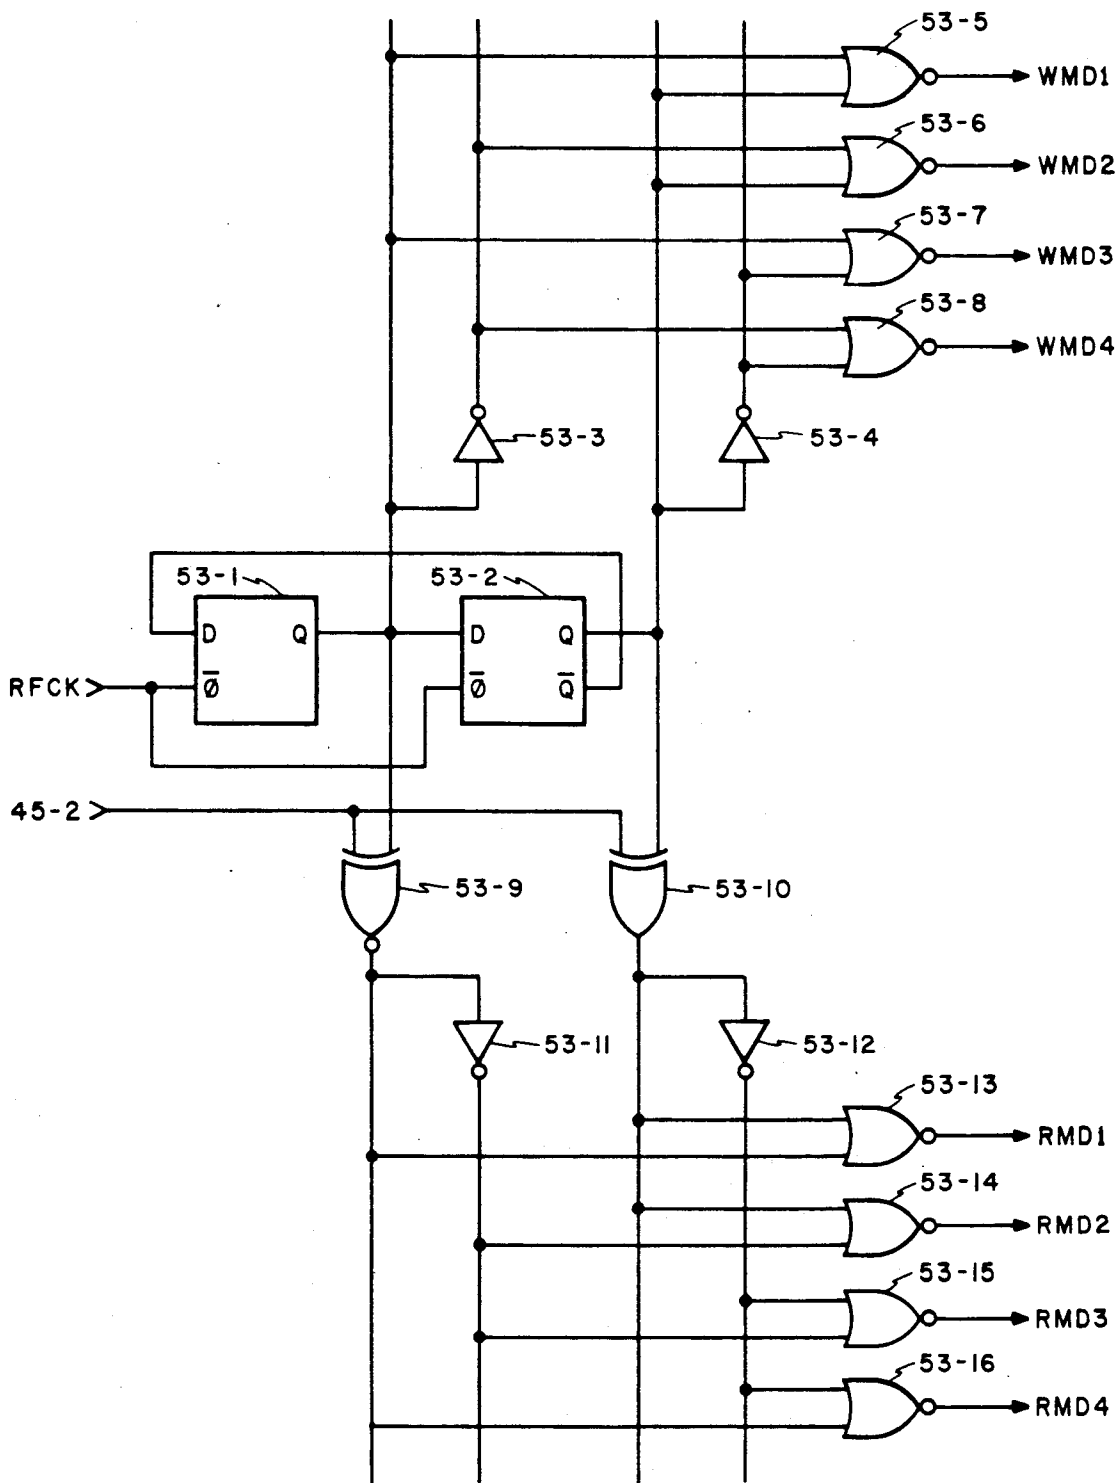 53-5
WMD1
53-6
WMD2
53-7
WMD3
53-8
WMD4
53-3
53-4
53-1
53-2
D Q
D Q
RFCK
Ø̅
Ø̅ Q̅
45-2
53-9
53-10
53-11
53-12
53-13
RMD1
53-14
RMD2
53-15
RMD3
53-16
RMD4